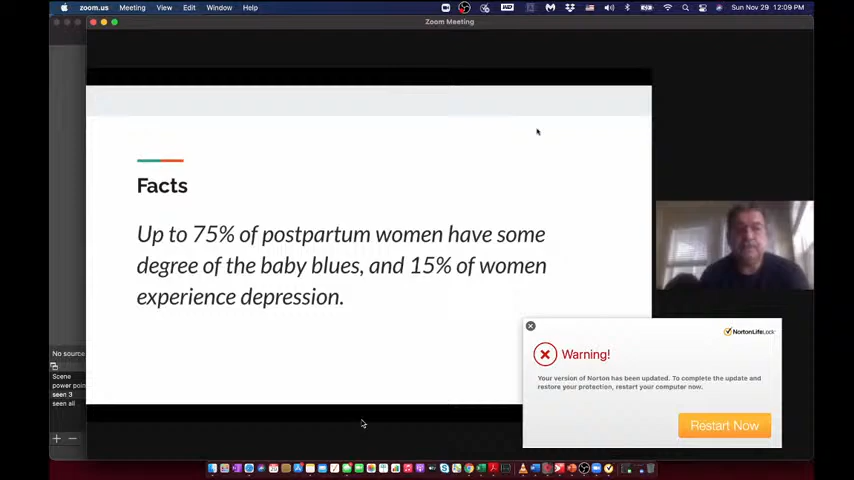 zoom.us Meeting View Edit Window Help
Sun Nov 29 12:09 PM
Zoom Meeting
Facts
Up to 75% of postpartum women have some
degree of the baby blues, and 15% of women
experience depression.
NortonLifeLock
Warning!
Your version of Norton has been updated. To complete the update and
restore your protection, restart your computer now.
Restart Now
No source
Scene
power poin
seen 3
seen all